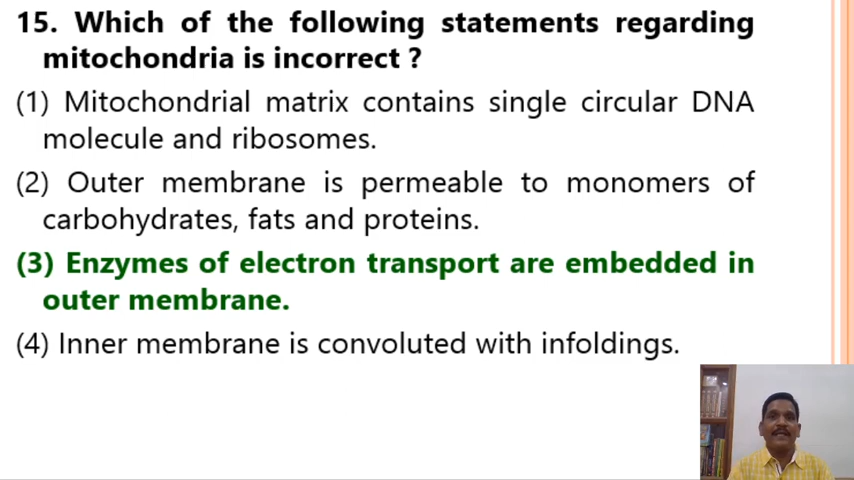 15. Which of the following statements regarding
mitochondria is incorrect ?
(1) Mitochondrial matrix contains single circular DNA
molecule and ribosomes.
(2) Outer membrane is permeable to monomers of
carbohydrates, fats and proteins.
(3) Enzymes of electron transport are embedded in
outer membrane.
(4) Inner membrane is convoluted with infoldings.